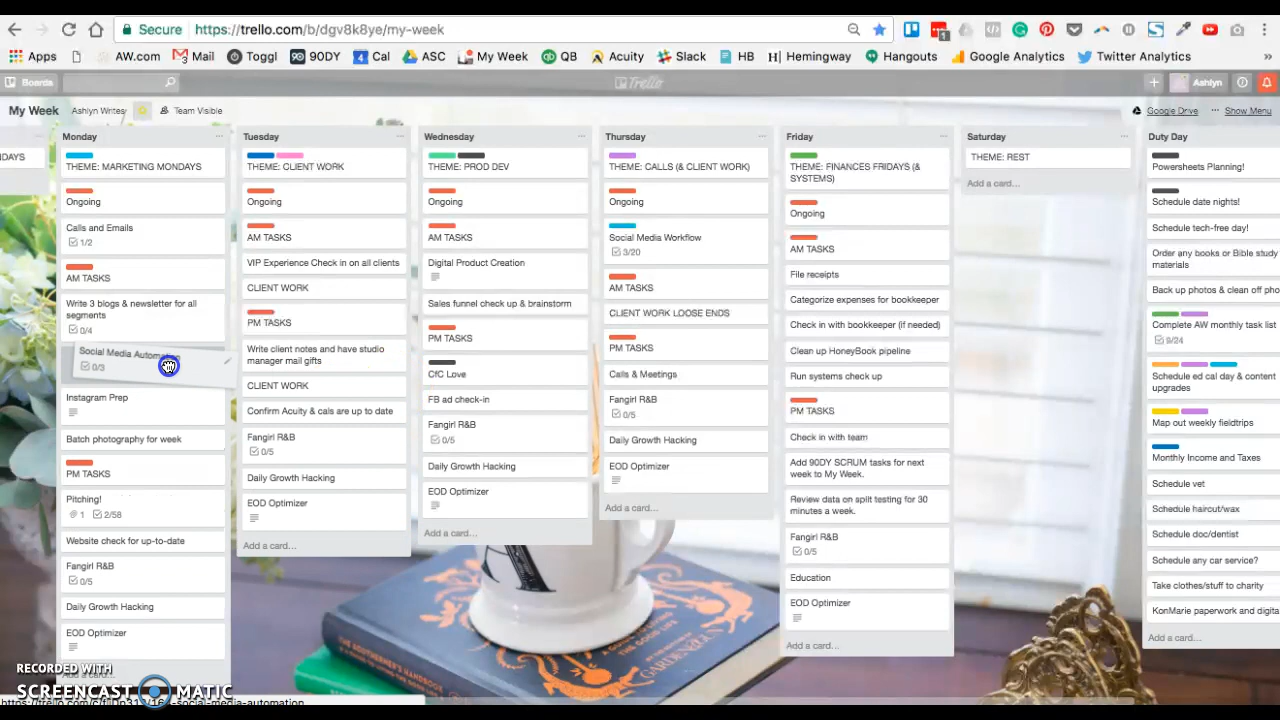 Secure https://trello.com/b/dgv8k8ye/my-week
1
Apps AW.com Mail Toggl 90DY Cal ASC My Week QB Acuity Slack HB Hemingway Hangouts Google Analytics Twitter Analytics
Boards Trello Ashlyn
My Week Ashlyn Writes Team Visible Google Drive ... Show Menu
NDAYS
Monday
THEME: MARKETING MONDAYS
Ongoing
Calls and Emails
1/2
AM TASKS
Write 3 blogs & newsletter for all
segments
0/4
Social Media
0/3
Instagram Prep
Batch photography for week
PM TASKS
Pitching!
1 2/58
Website check for up-to-date
Fangirl R&B
0/5
Daily Growth Hacking
EOD Optimizer
Add a card...
Tuesday
THEME: CLIENT WORK
Ongoing
AM TASKS
VIP Experience Check in on all clients
CLIENT WORK
PM TASKS
Write client notes and have studio
manager mail gifts
CLIENT WORK
Confirm Acuity & cals are up to date
Fangirl R&B
0/5
Daily Growth Hacking
EOD Optimizer
Add a card...
Wednesday
THEME: PROD DEV
Ongoing
AM TASKS
Digital Product Creation
Sales funnel check up & brainstorm
PM TASKS
CfC Love
FB ad check-in
Fangirl R&B
0/5
Daily Growth Hacking
EOD Optimizer
Add a card...
Thursday
THEME: CALLS (& CLIENT WORK)
Ongoing
Social Media Workflow
3/20
AM TASKS
CLIENT WORK LOOSE ENDS
PM TASKS
Calls & Meetings
Fangirl R&B
0/5
Daily Growth Hacking
EOD Optimizer
Add a card...
Friday
THEME: FINANCES FRIDAYS (&
SYSTEMS)
Ongoing
AM TASKS
File receipts
Categorize expenses for bookkeeper
Check in with bookkeeper (if needed)
Clean up HoneyBook pipeline
Run systems check up
PM TASKS
Check in with team
Add 90DY SCRUM tasks for next
week to My Week.
Review data on split testing for 30
minutes a week.
Fangirl R&B
0/5
Education
EOD Optimizer
Add a card...
Saturday
THEME: REST
Add a card...
Duty Day
Powersheets Planning!
Schedule date nights!
Schedule tech-free day!
Order any books or Bible study
materials
Back up photos & clean off pho
Complete AW monthly task list
9/24
Schedule ed cal day & content
upgrades
Map out weekly fieldtrips
Monthly Income and Taxes
Schedule vet
Schedule haircut/wax
Schedule doc/dentist
Schedule any car service?
Take clothes/stuff to charity
KonMarie paperwork and digita
Add a card...
RECORDED WITH
SCREENCAST MATIC